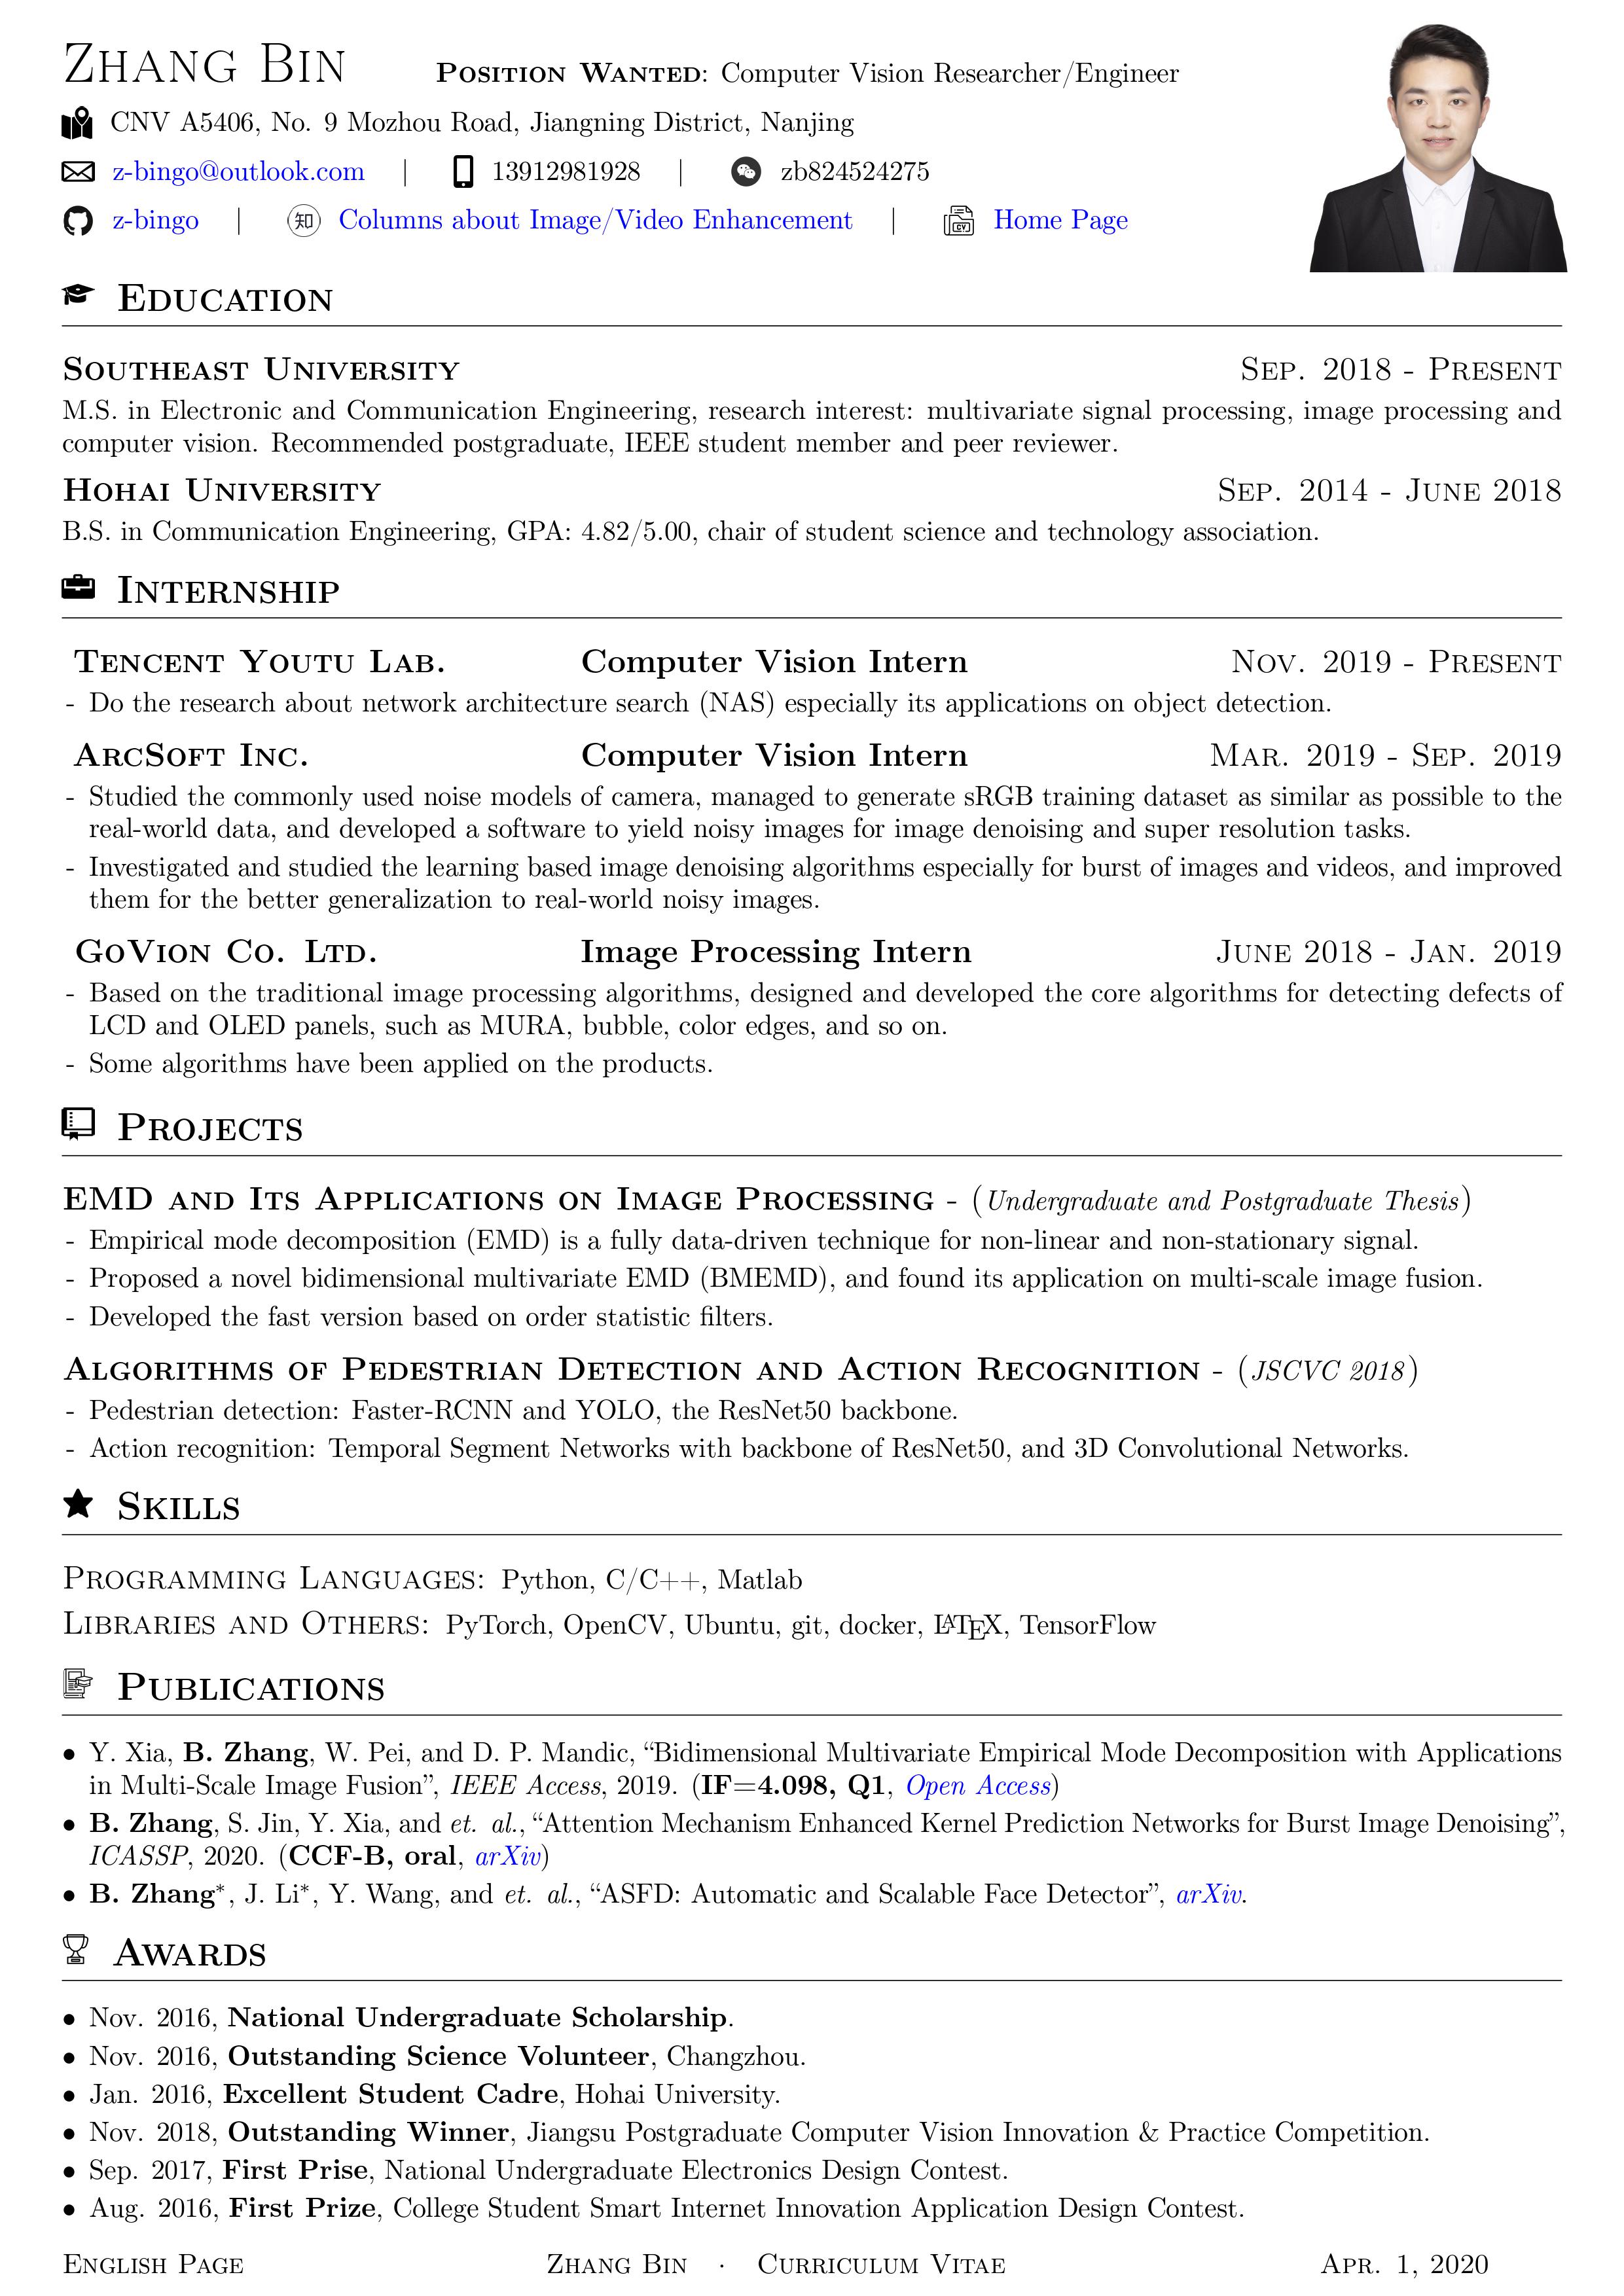 Zhang Bin Position Wanted: Computer Vision Researcher/Engineer
CNV A5406, No. 9 Mozhou Road, Jiangning District, Nanjing
z-bingo@outlook.com | 13912981928 | zb824524275
z-bingo | 知 Columns about Image/Video Enhancement | CV Home Page
Education
Southeast University Sep. 2018 - Present
M.S. in Electronic and Communication Engineering, research interest: multivariate signal processing, image processing and
computer vision. Recommended postgraduate, IEEE student member and peer reviewer.
Hohai University Sep. 2014 - June 2018
B.S. in Communication Engineering, GPA: 4.82/5.00, chair of student science and technology association.
Internship
Tencent Youtu Lab. Computer Vision Intern Nov. 2019 - Present
- Do the research about network architecture search (NAS) especially its applications on object detection.
ArcSoft Inc. Computer Vision Intern Mar. 2019 - Sep. 2019
- Studied the commonly used noise models of camera, managed to generate sRGB training dataset as similar as possible to the
real-world data, and developed a software to yield noisy images for image denoising and super resolution tasks.
- Investigated and studied the learning based image denoising algorithms especially for burst of images and videos, and improved
them for the better generalization to real-world noisy images.
GoVion Co. Ltd. Image Processing Intern June 2018 - Jan. 2019
- Based on the traditional image processing algorithms, designed and developed the core algorithms for detecting defects of
LCD and OLED panels, such as MURA, bubble, color edges, and so on.
- Some algorithms have been applied on the products.
Projects
EMD and Its Applications on Image Processing - (Undergraduate and Postgraduate Thesis)
- Empirical mode decomposition (EMD) is a fully data-driven technique for non-linear and non-stationary signal.
- Proposed a novel bidimensional multivariate EMD (BMEMD), and found its application on multi-scale image fusion.
- Developed the fast version based on order statistic filters.
Algorithms of Pedestrian Detection and Action Recognition - (JSCVC 2018)
- Pedestrian detection: Faster-RCNN and YOLO, the ResNet50 backbone.
- Action recognition: Temporal Segment Networks with backbone of ResNet50, and 3D Convolutional Networks.
Skills
Programming Languages: Python, C/C++, Matlab
Libraries and Others: PyTorch, OpenCV, Ubuntu, git, docker, LATEX, TensorFlow
Publications
• Y. Xia, B. Zhang, W. Pei, and D. P. Mandic, “Bidimensional Multivariate Empirical Mode Decomposition with Applications
in Multi-Scale Image Fusion”, IEEE Access, 2019. (IF=4.098, Q1, Open Access)
• B. Zhang, S. Jin, Y. Xia, and et. al., “Attention Mechanism Enhanced Kernel Prediction Networks for Burst Image Denoising”,
ICASSP, 2020. (CCF-B, oral, arXiv)
• B. Zhang*, J. Li*, Y. Wang, and et. al., “ASFD: Automatic and Scalable Face Detector”, arXiv.
Awards
• Nov. 2016, National Undergraduate Scholarship.
• Nov. 2016, Outstanding Science Volunteer, Changzhou.
• Jan. 2016, Excellent Student Cadre, Hohai University.
• Nov. 2018, Outstanding Winner, Jiangsu Postgraduate Computer Vision Innovation & Practice Competition.
• Sep. 2017, First Prise, National Undergraduate Electronics Design Contest.
• Aug. 2016, First Prize, College Student Smart Internet Innovation Application Design Contest.
English Page Zhang Bin · Curriculum Vitae Apr. 1, 2020